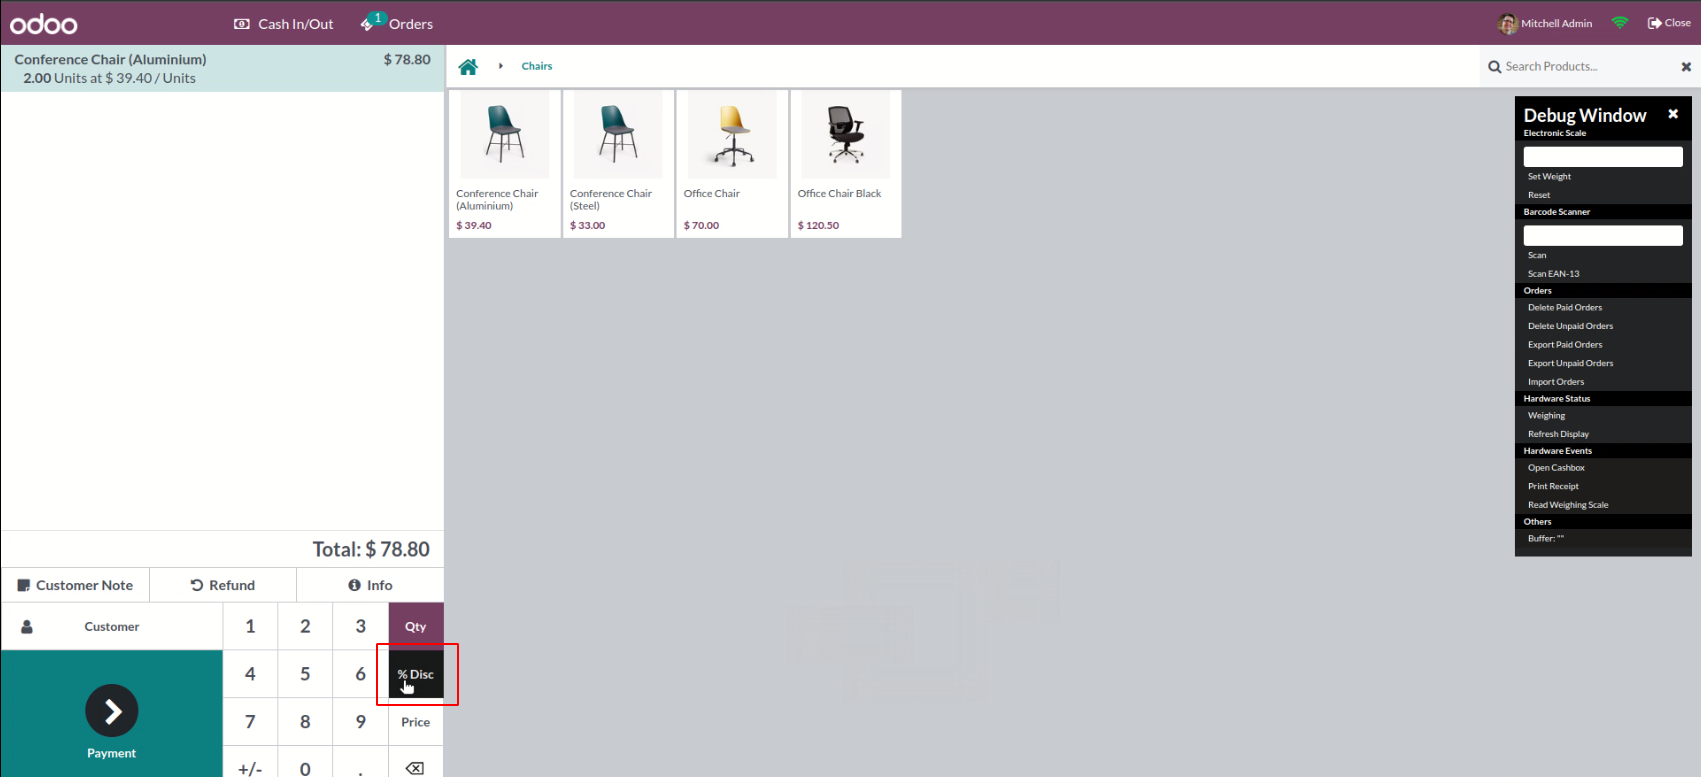 odoo
Cash In/Out
1
Orders
Mitchell Admin
Close
Conference Chair (Aluminium)
$ 78.80
2.00 Units at $ 39.40 / Units
Chairs
Search Products...
Conference Chair
(Aluminium)
$ 39.40
Conference Chair
(Steel)
$ 33.00
Office Chair
$ 70.00
Office Chair Black
$ 120.50
Debug Window
Electronic Scale
Set Weight
Reset
Barcode Scanner
Scan
Scan EAN-13
Orders
Delete Paid Orders
Delete Unpaid Orders
Export Paid Orders
Export Unpaid Orders
Import Orders
Hardware Status
Weighing
Refresh Display
Hardware Events
Open Cashbox
Print Receipt
Read Weighing Scale
Others
Buffer: ""
Total: $ 78.80
Customer Note
Refund
Info
Customer
1 2 3 Qty
4 5 6 % Disc
7 8 9 Price
+/- 0 .
Payment